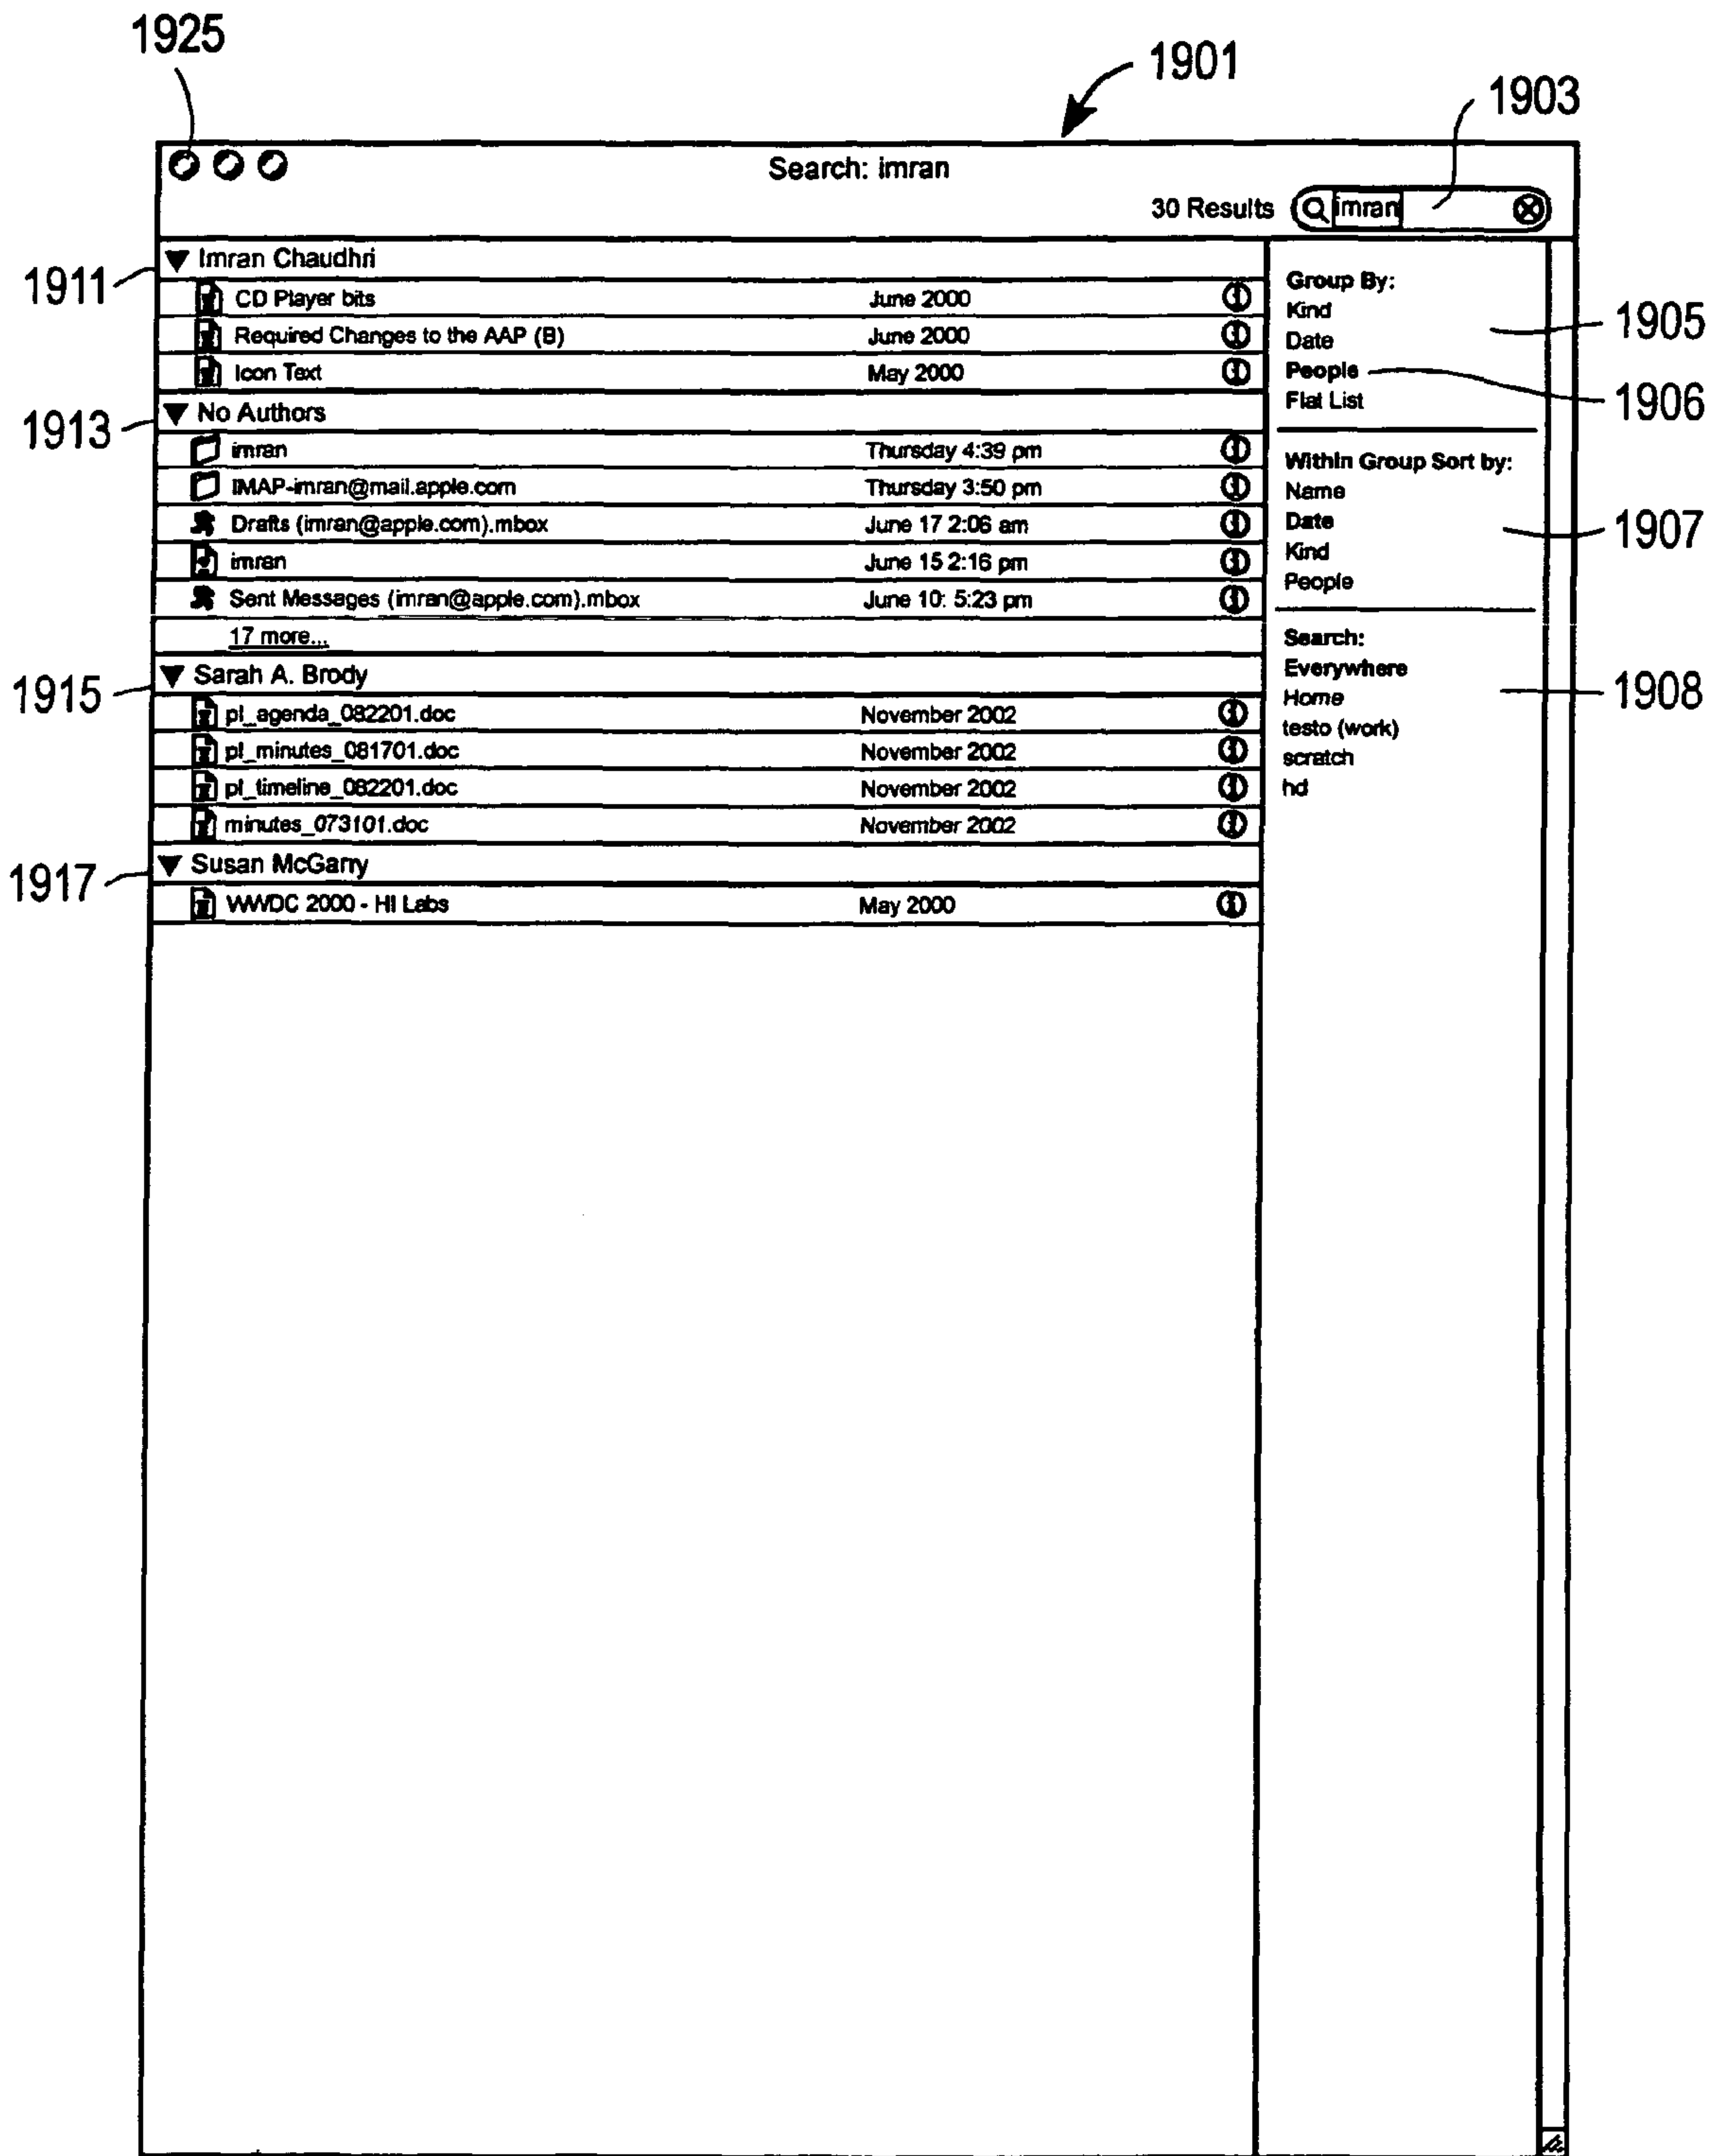 1925
1901
1903
Search: imran
30 Results imran
1911
Imran Chaudhri
CD Player bits June 2000
Required Changes to the AAP (B) June 2000
Icon Text May 2000
1913
No Authors
imran Thursday 4:39 pm
IMAP-imran@mail.apple.com Thursday 3:50 pm
Drafts (imran@apple.com).mbox June 17 2:06 am
imran June 15 2:16 pm
Sent Messages (imran@apple.com).mbox June 10: 5:23 pm
17 more...
1915
Sarah A. Brody
pl_agenda_082201.doc November 2002
pl_minutes_081701.doc November 2002
pl_timeline_082201.doc November 2002
minutes_073101.doc November 2002
1917
Susan McGarry
WWDC 2000 - HI Labs May 2000
Group By:
Kind
Date
People
Flat List
1905
1906
Within Group Sort by:
Name
Date
Kind
People
1907
Search:
Everywhere
Home
testo (work)
scratch
hd
1908